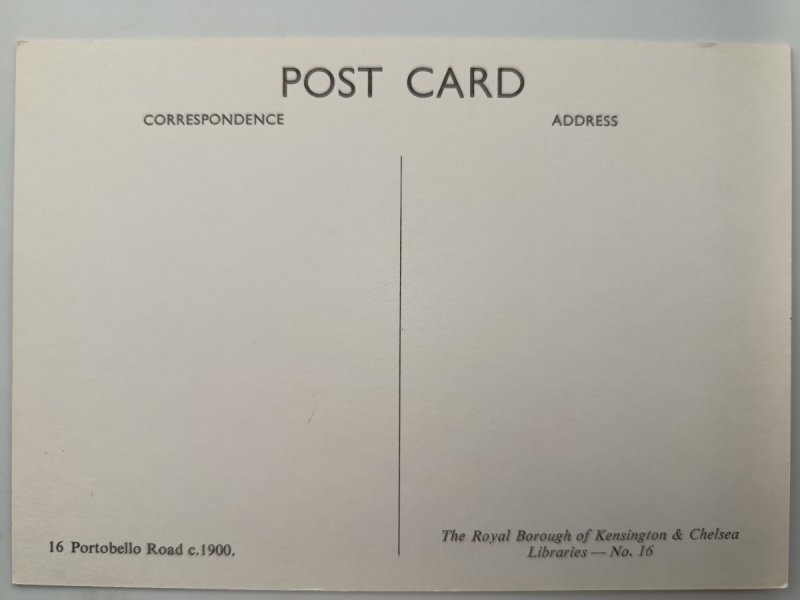 POST CARD
CORRESPONDENCE
ADDRESS
16 Portobello Road c.1900.
The Royal Borough of Kensington & Chelsea
Libraries — No. 16